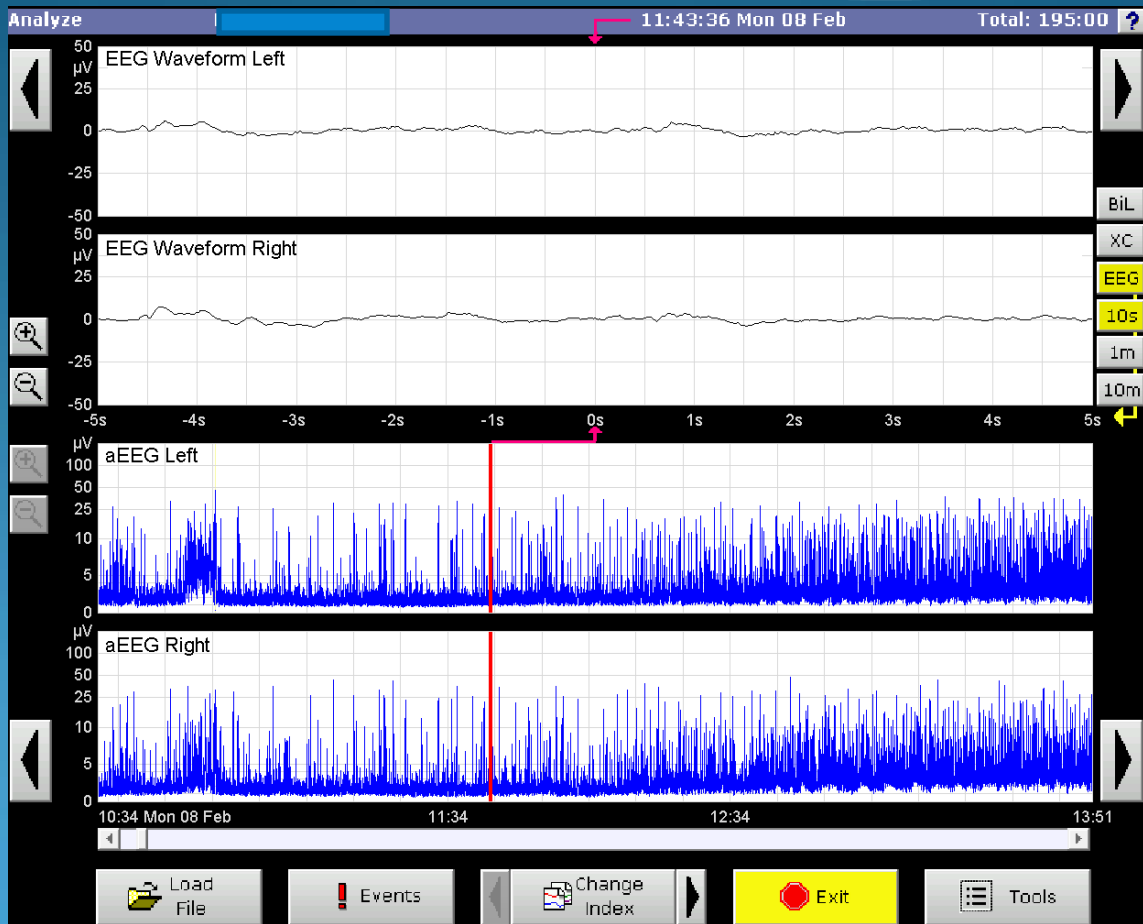 Analyze 11:43:36 Mon 08 Feb Total: 195:00 ?
50
µV
EEG Waveform Left
25
0
-25
-50
BiL
50
µV
EEG Waveform Right
XC
25
EEG
0
10s
-25
1m
-50
10m
-5s -4s -3s -2s -1s 0s 1s 2s 3s 4s 5s
µV
aEEG Left
100
50
25
10
5
0
µV
aEEG Right
100
50
25
10
5
0
10:34 Mon 08 Feb 11:34 12:34 13:51
Load
File
! Events
Change
Index
Exit
Tools